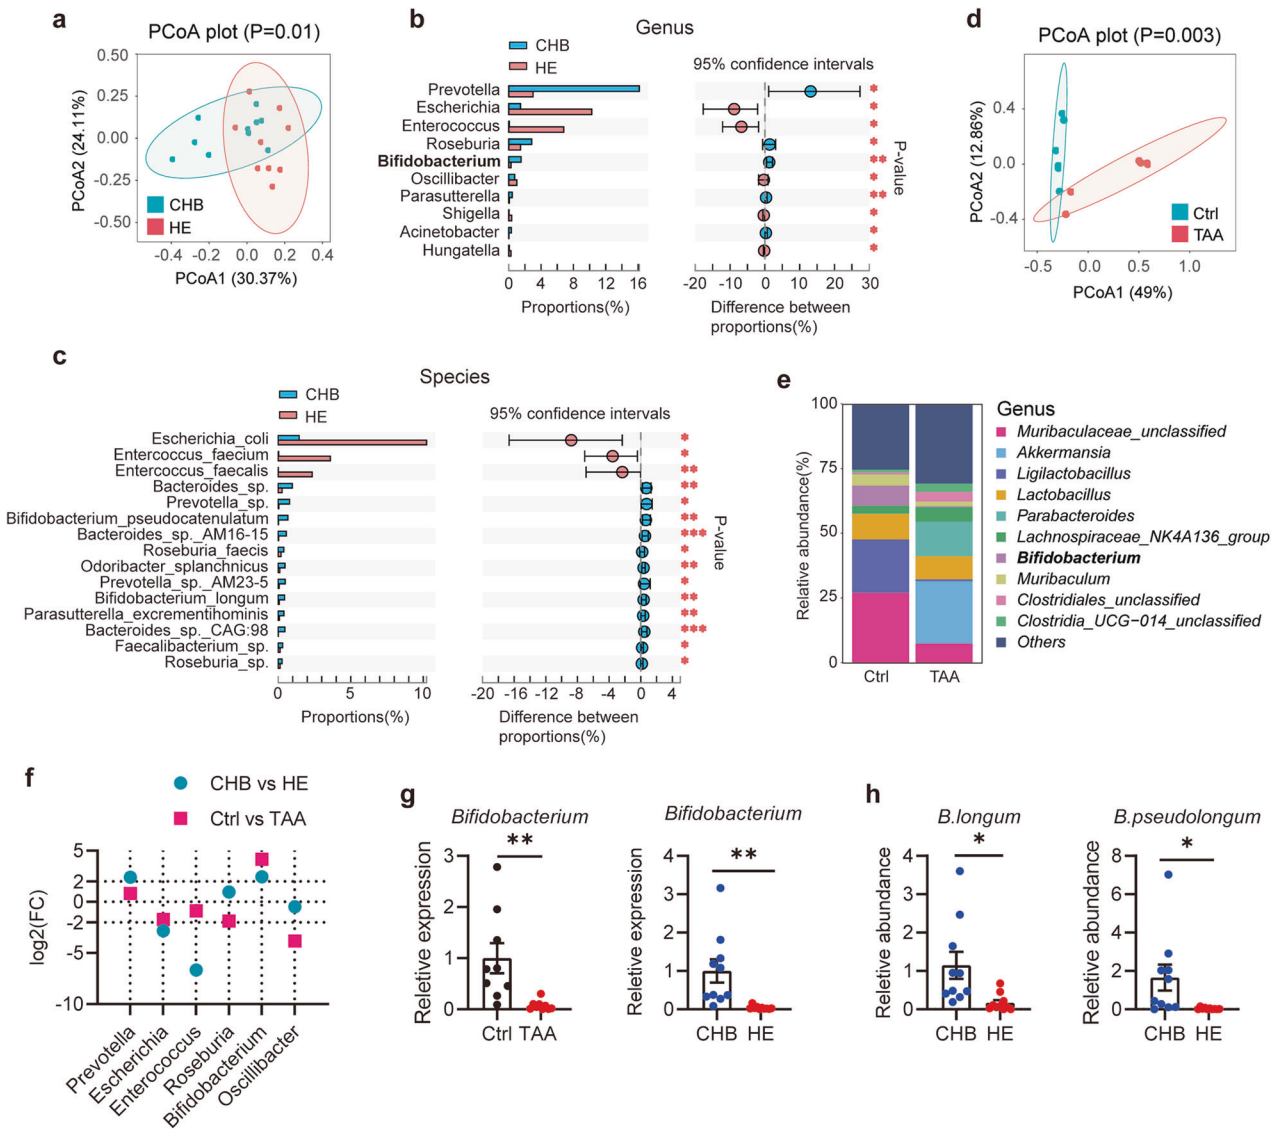 a
PCoA plot (P=0.01)
0.50
0.25
0.00
-0.25
-0.50
PCoA2 (24.11%)
CHB
HE
-0.4 -0.2 0.0 0.2 0.4
PCoA1 (30.37%)
b
Genus
CHB
HE
95% confidence intervals
Prevotella *
Escherichia *
Enterococcus *
Roseburia *
Bifidobacterium **
Oscillibacter *
Parasutterella **
Shigella *
Acinetobacter *
Hungatella *
P-value
0 4 8 12 16
Proportions(%)
-20 -10 0 10 20 30
Difference between
proportions(%)
d
PCoA plot (P=0.003)
0.4
0.0
-0.4
PCoA2 (12.86%)
Ctrl
TAA
-0.5 0.0 0.5 1.0
PCoA1 (49%)
c
Species
CHB
HE
95% confidence intervals
Escherichia_coli *
Entercoccus_faecium *
Entercoccus_faecalis **
Bacteroides_sp. **
Prevotella_sp. *
Bifidobacterium_pseudocatenulatum **
Bacteroides_sp._AM16-15 ***
Roseburia_faecis *
Odoribacter_splanchnicus **
Prevotella_sp._AM23-5 *
Bifidobacterium_longum **
Parasutterella_excrementihominis **
Bacteroides_sp._CAG:98 ***
Faecalibacterium_sp. *
Roseburia_sp. *
P-value
0 5 10
Proportions(%)
-20 -16 -12 -8 -4 0 4
Difference between
proportions(%)
e
100
75
50
25
0
Relative abundance(%)
Ctrl TAA
Genus
Muribaculaceae_unclassified
Akkermansia
Ligilactobacillus
Lactobacillus
Parabacteroides
Lachnospiraceae_NK4A136_group
Bifidobacterium
Muribaculum
Clostridiales_unclassified
Clostridia_UCG−014_unclassified
Others
f
CHB vs HE
Ctrl vs TAA
5
2
0
-2
-5
-10
log2(FC)
Prevotella
Escherichia
Enterococcus
Roseburia
Bifidobacterium
Oscillibacter
g
Bifidobacterium
**
3
2
1
0
Reletive expression
Ctrl TAA
Bifidobacterium
**
4
3
2
1
0
Reletive expression
CHB HE
h
B.longum
*
4
3
2
1
0
Reletive abundance
CHB HE
B.pseudolongum
*
8
6
4
2
0
Reletive abundance
CHB HE